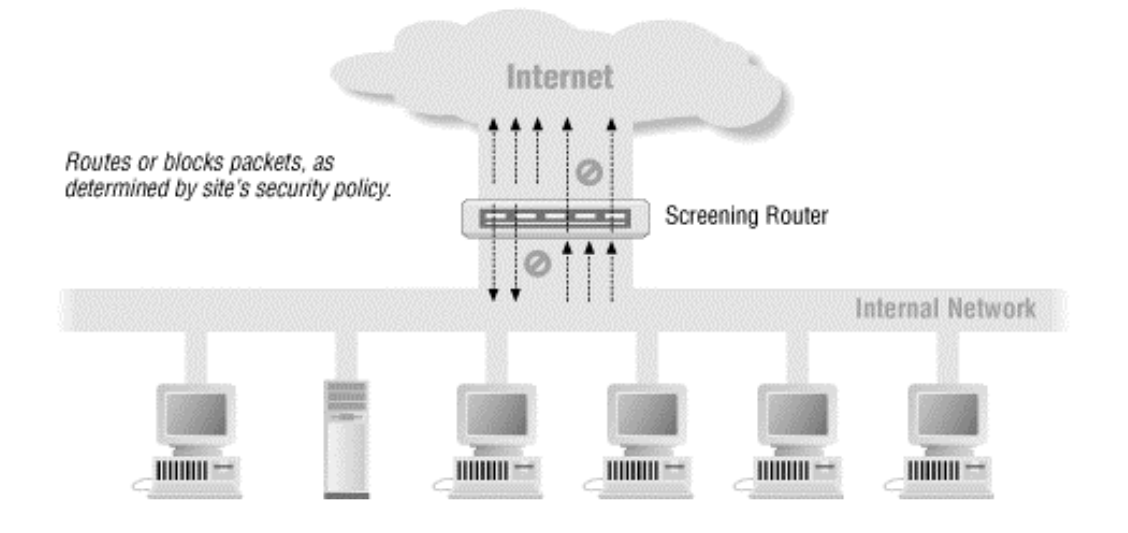 Internet
Routes or blocks packets, as
determined by site's security policy.
Screening Router
Internal Network